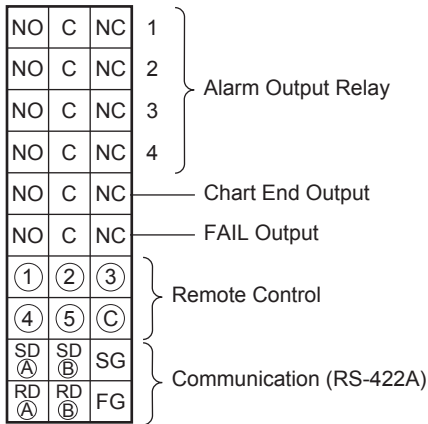 NO C NC 1
NO C NC 2
Alarm Output Relay
NO C NC 3
NO C NC 4
NO C NC Chart End Output
NO C NC FAIL Output
① ② ③
Remote Control
④ ⑤ Ⓒ
SD Ⓐ SD Ⓑ SG
Communication (RS-422A)
RD Ⓐ RD Ⓑ FG